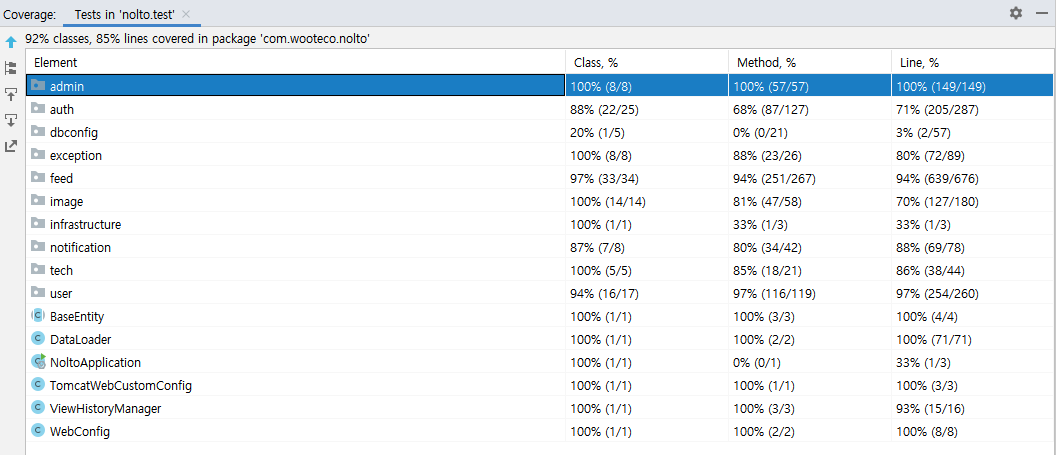 Coverage: Tests in 'nolto.test'
92% classes, 85% lines covered in package 'com.wooteco.nolto'
Element Class, % Method, % Line, %
admin 100% (8/8) 100% (57/57) 100% (149/149)
auth 88% (22/25) 68% (87/127) 71% (205/287)
dbconfig 20% (1/5) 0% (0/21) 3% (2/57)
exception 100% (8/8) 88% (23/26) 80% (72/89)
feed 97% (33/34) 94% (251/267) 94% (639/676)
image 100% (14/14) 81% (47/58) 70% (127/180)
infrastructure 100% (1/1) 33% (1/3) 33% (1/3)
notification 87% (7/8) 80% (34/42) 88% (69/78)
tech 100% (5/5) 85% (18/21) 86% (38/44)
user 94% (16/17) 97% (116/119) 97% (254/260)
BaseEntity 100% (1/1) 100% (3/3) 100% (4/4)
DataLoader 100% (1/1) 100% (2/2) 100% (71/71)
NoltoApplication 100% (1/1) 0% (0/1) 33% (1/3)
TomcatWebCustomConfig 100% (1/1) 100% (1/1) 100% (3/3)
ViewHistoryManager 100% (1/1) 100% (3/3) 93% (15/16)
WebConfig 100% (1/1) 100% (2/2) 100% (8/8)